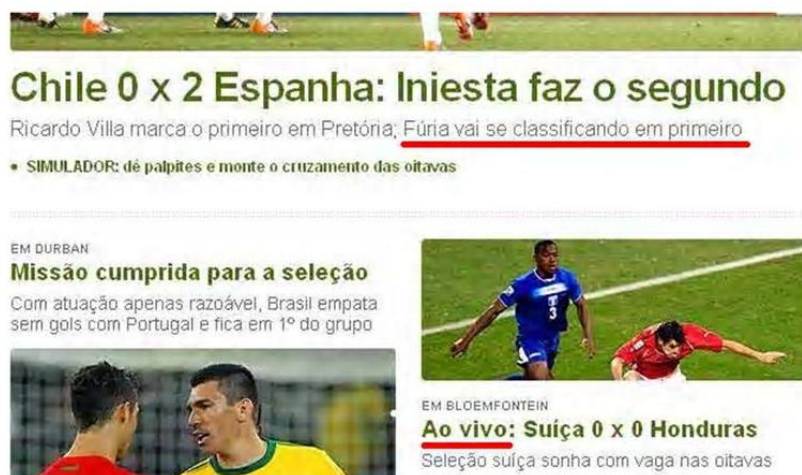 Chile 0 x 2 Espanha: Iniesta faz o segundo
Ricardo Villa marca o primeiro em Pretória; Fúria vai se classificando em primeiro
• SIMULADOR: dê palpites e monte o cruzamento das oitavas
EM DURBAN
Missão cumprida para a seleção
Com atuação apenas razoável, Brasil empata
sem gols com Portugal e fica em 1º do grupo
3
EM BLOEMFONTEIN
Ao vivo: Suíça 0 x 0 Honduras
Seleção suíça sonha com vaga nas oitavas